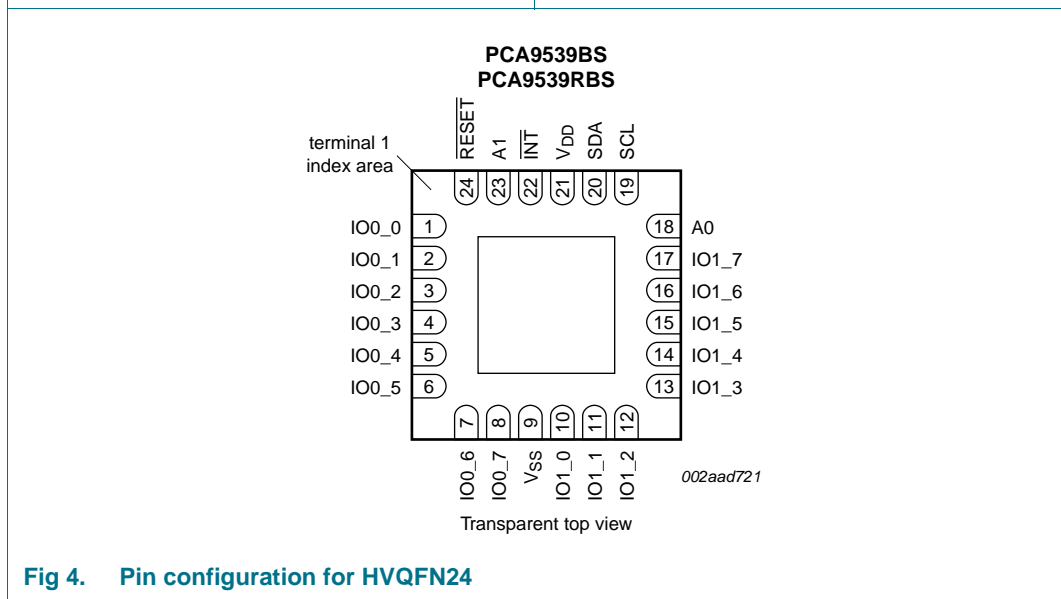 PCA9539BS
PCA9539RBS
terminal 1
index area
RESET
A1
INT
VDD
SDA
SCL
24
23
22
21
20
19
IO0_0 1
IO0_1 2
IO0_2 3
IO0_3 4
IO0_4 5
IO0_5 6
18 A0
17 IO1_7
16 IO1_6
15 IO1_5
14 IO1_4
13 IO1_3
7
8
9
10
11
12
IO0_6
IO0_7
VSS
IO1_0
IO1_1
IO1_2
002aad721
Transparent top view
Fig 4. Pin configuration for HVQFN24